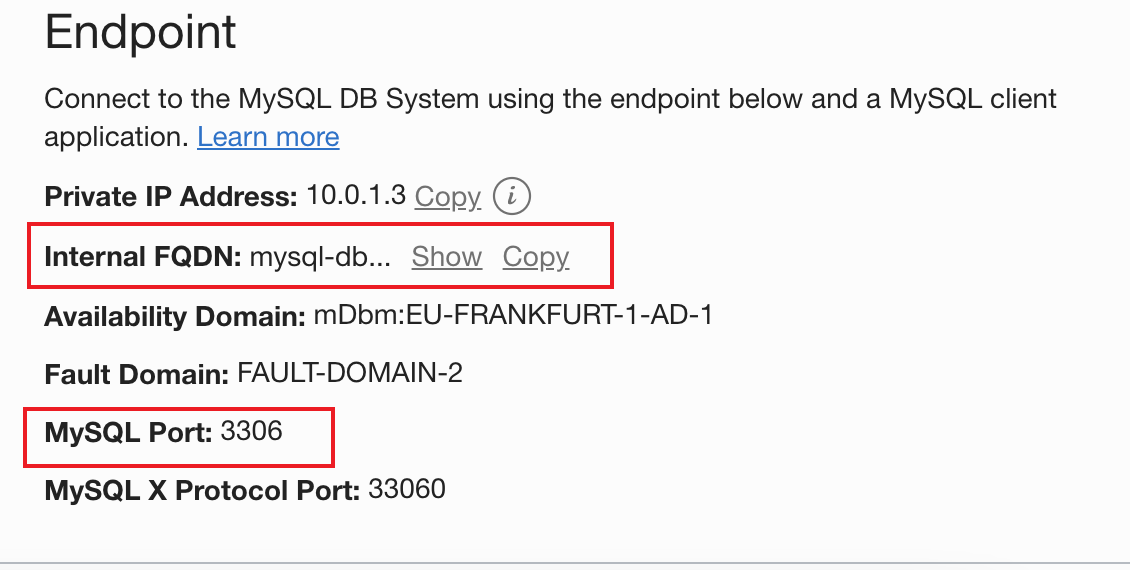 Endpoint
Connect to the MySQL DB System using the endpoint below and a MySQL client
application. Learn more
Private IP Address: 10.0.1.3 Copy i
Internal FQDN: mysql-db... Show Copy
Availability Domain: mDbm:EU-FRANKFURT-1-AD-1
Fault Domain: FAULT-DOMAIN-2
MySQL Port: 3306
MySQL X Protocol Port: 33060